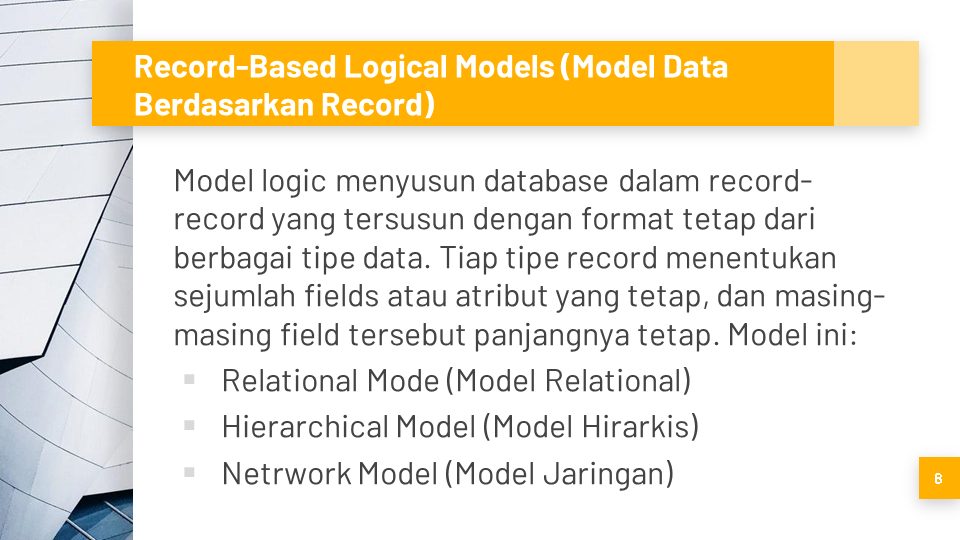 Record-Based Logical Models (Model Data
Berdasarkan Record)
Model logic menyusun database dalam record-
record yang tersusun dengan format tetap dari
berbagai tipe data. Tiap tipe record menentukan
sejumlah fields atau atribut yang tetap, dan masing-
masing field tersebut panjangnya tetap. Model ini:
▪ Relational Mode (Model Relational)
▪ Hierarchical Model (Model Hirarkis)
▪ Netrwork Model (Model Jaringan)
8